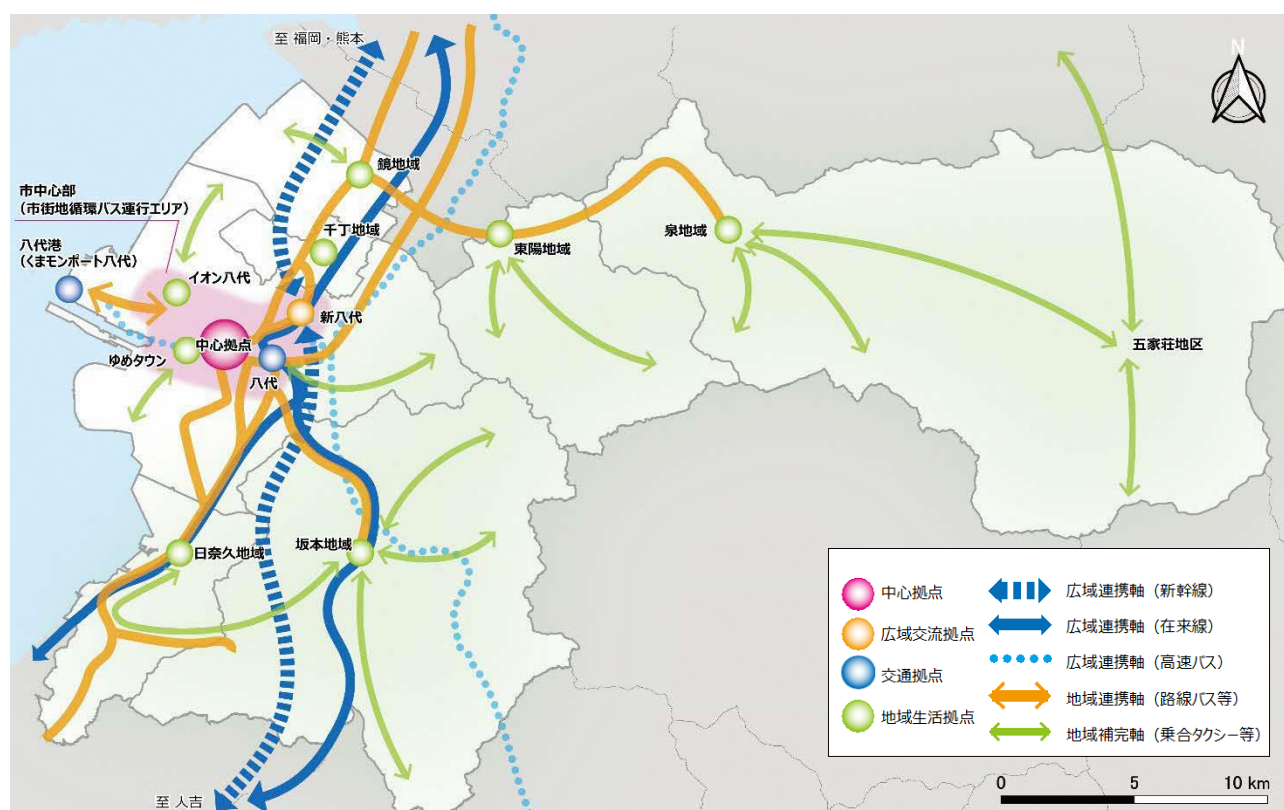 至 福岡・熊本
N
鏡地域
市中心部
（市街地循環バス運行エリア）
千丁地域
泉地域
東陽地域
八代港
（くまモンポート八代）
イオン八代
新八代
中心拠点
五家荘地区
ゆめタウン
八代
日奈久地域
坂本地域
至 人吉
中心拠点
広域交流拠点
交通拠点
地域生活拠点
広域連携軸（新幹線）
広域連携軸（在来線）
広域連携軸（高速バス）
地域連携軸（路線バス等）
地域補完軸（乗合タクシー等）
0 5 10 km